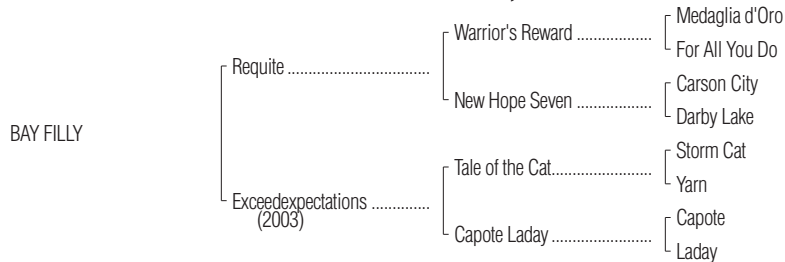 Medaglia d'Oro
Warrior's Reward ..................
For All You Do
Requite .................................
Carson City
New Hope Seven ..................
Darby Lake
BAY FILLY
Storm Cat
Tale of the Cat.......................
Yarn
Exceedexpectations ..............
(2003)
Capote
Capote Laday .......................
Laday